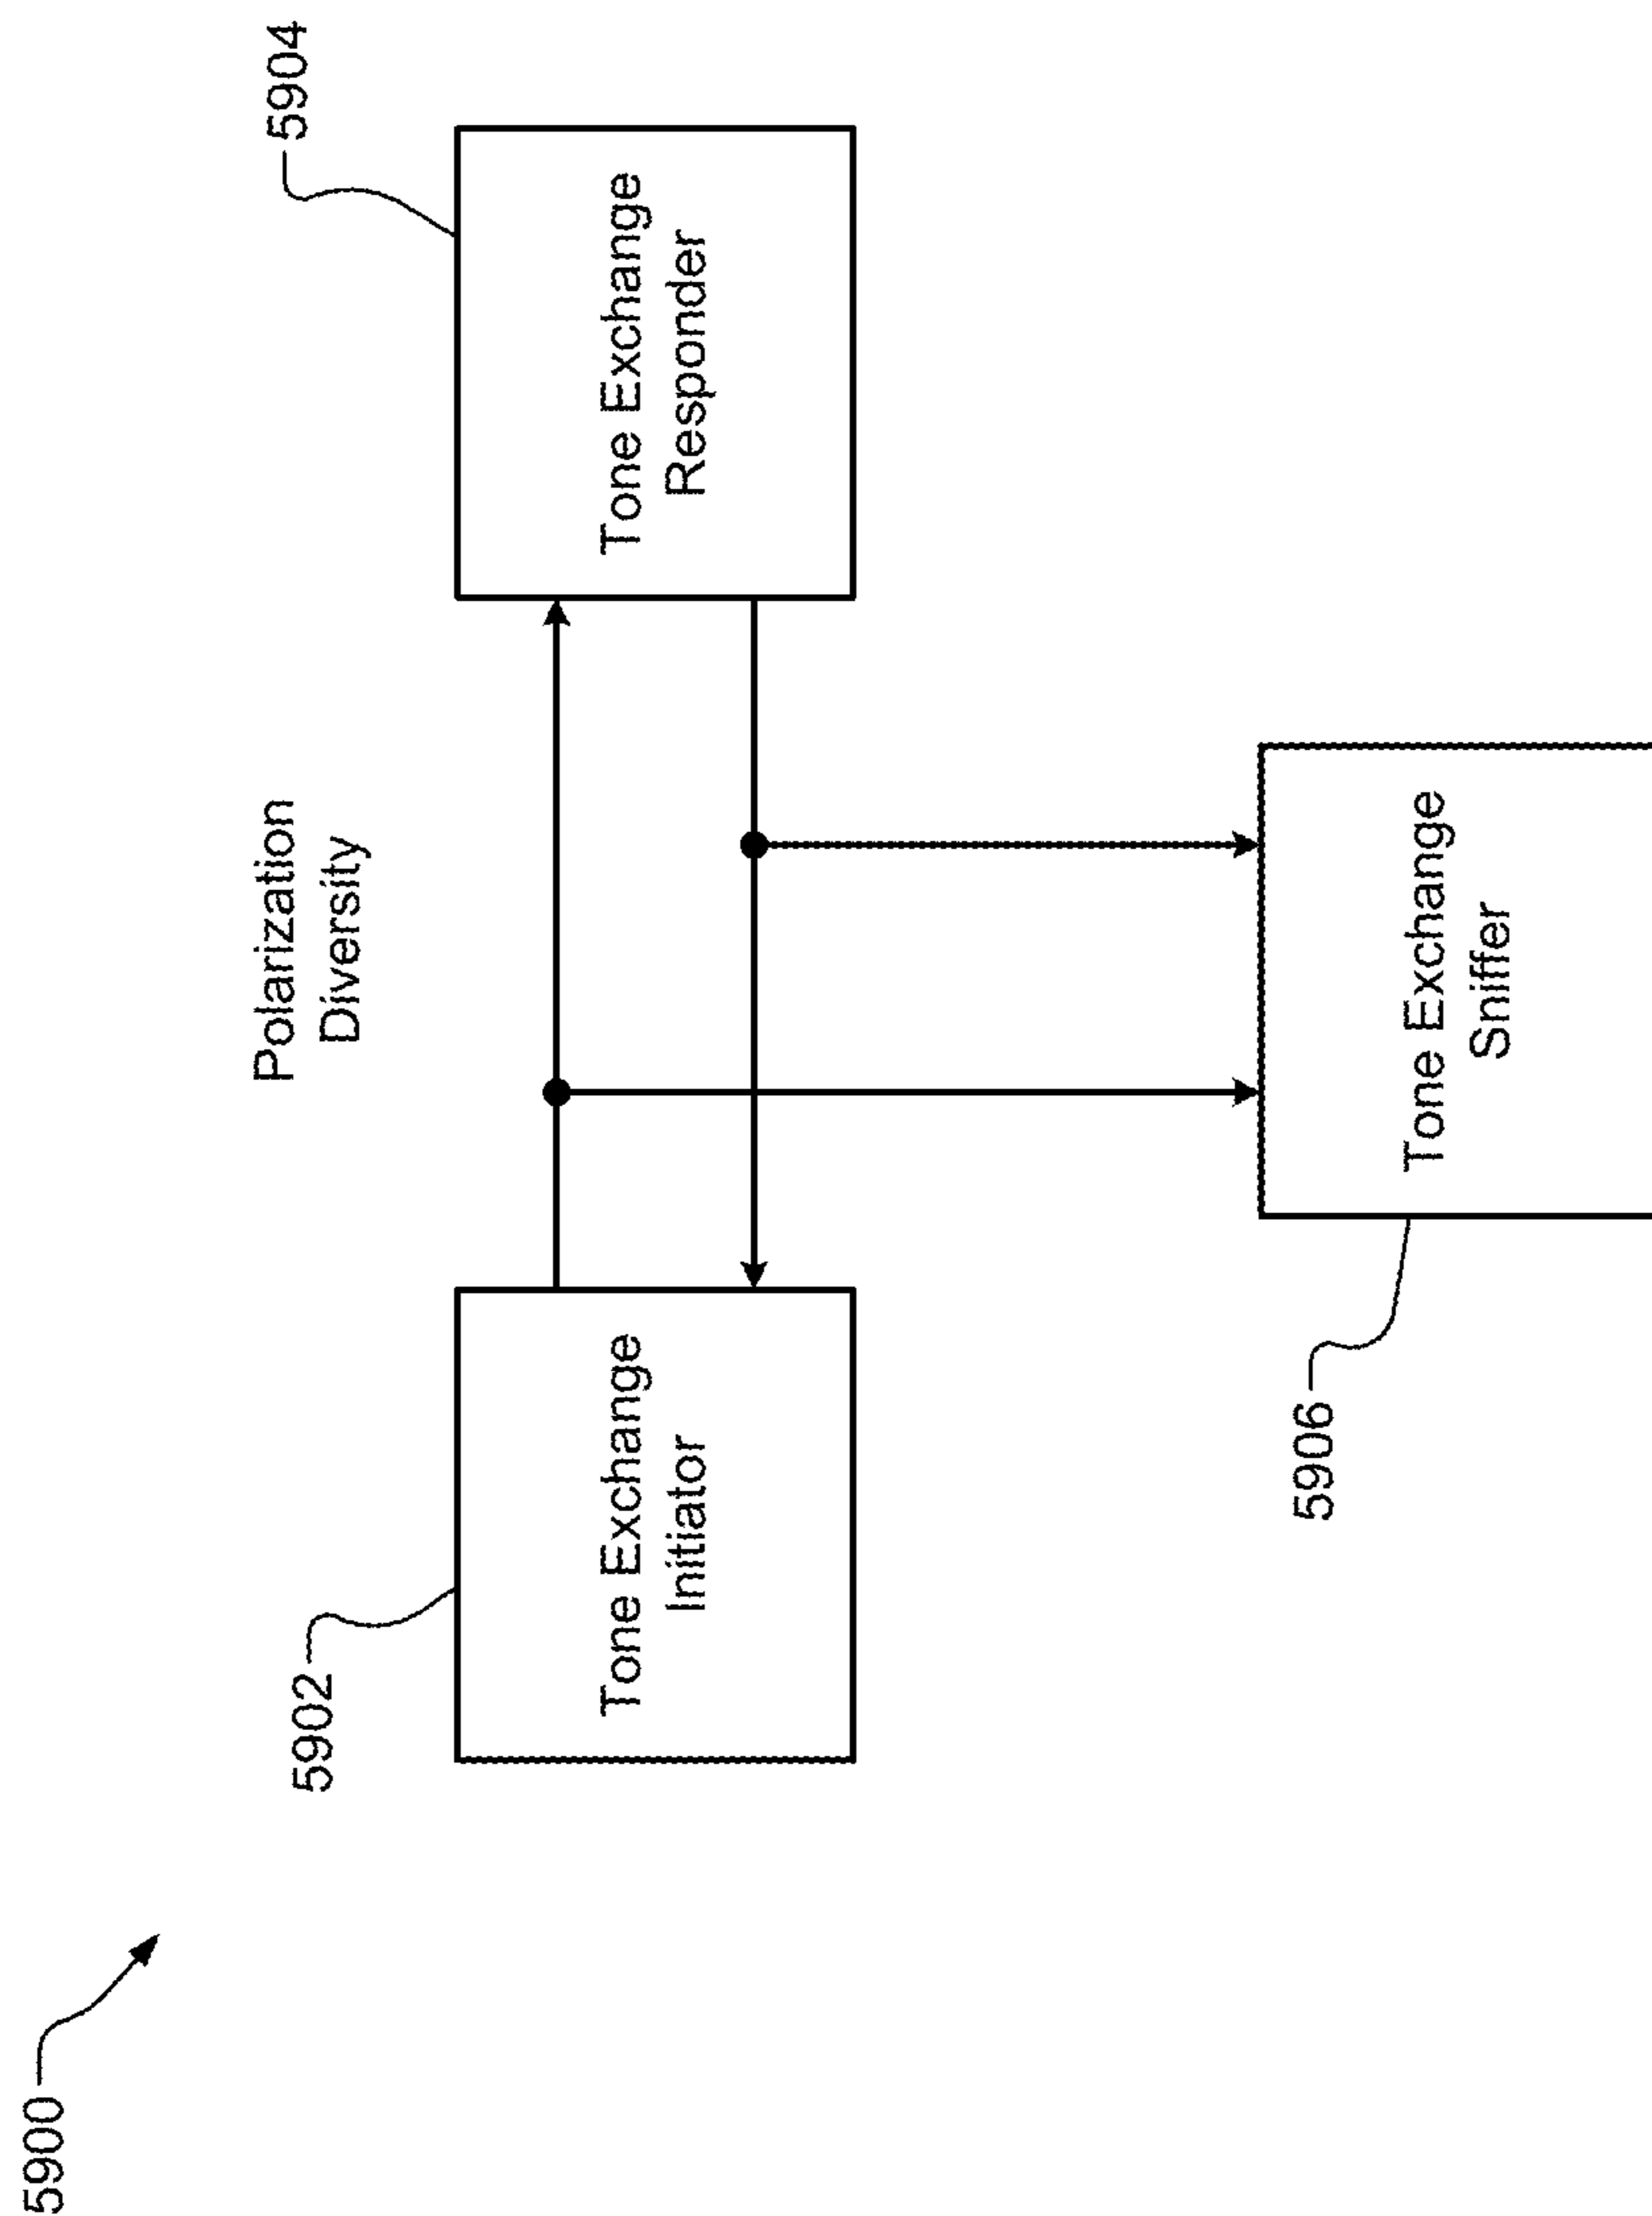 5900
Polarization
Diversity
5902
5904
Tone Exchange
Initiator
Tone Exchange
Responder
5906
Tone Exchange
Sniffer